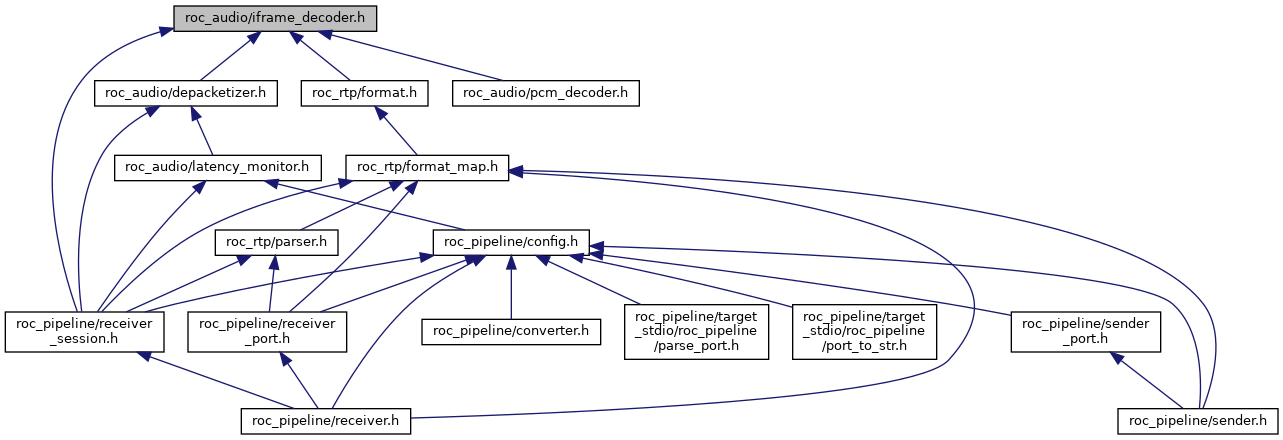 roc_audio/iframe_decoder.h
roc_audio/depacketizer.h
roc_rtp/format.h
roc_audio/pcm_decoder.h
roc_audio/latency_monitor.h
roc_rtp/format_map.h
roc_rtp/parser.h
roc_pipeline/config.h
roc_pipeline/receiver
_session.h
roc_pipeline/receiver
_port.h
roc_pipeline/converter.h
roc_pipeline/target
_stdio/roc_pipeline
/parse_port.h
roc_pipeline/target
_stdio/roc_pipeline
/port_to_str.h
roc_pipeline/sender
_port.h
roc_pipeline/receiver.h
roc_pipeline/sender.h